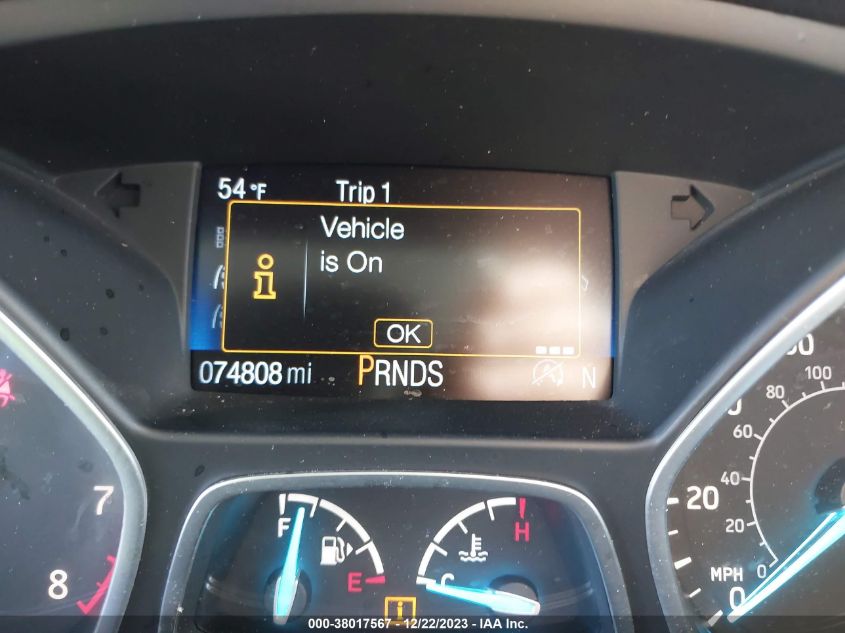 54°F Trip 1
Vehicle
is On
OK
074808 mi PRNDS N
7
8
F E
H C
20
0
MPH
0 20 40 60 80 100
000-38017567 - 12/22/2023 - IAA Inc.